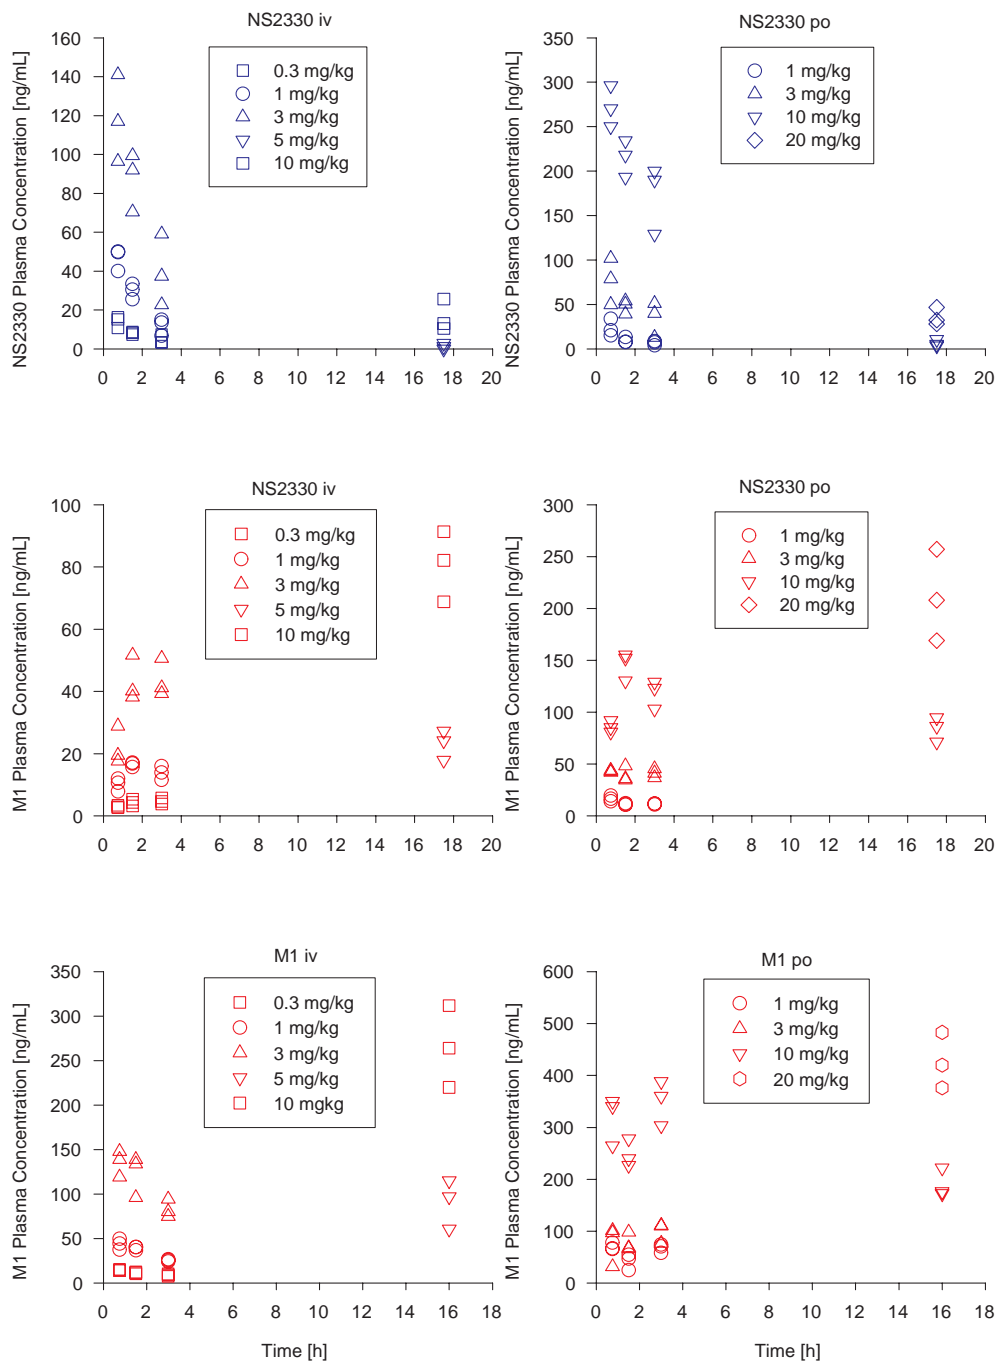 NS2330 iv
NS2330 Plasma Concentration [ng/mL]
160
140
120
100
80
60
40
20
0
0 2 4 6 8 10 12 14 16 18 20
0.3 mg/kg
1 mg/kg
3 mg/kg
5 mg/kg
10 mg/kg
NS2330 po
NS2330 Plasma Concentration [ng/mL]
350
300
250
200
150
100
50
0
0 2 4 6 8 10 12 14 16 18 20
1 mg/kg
3 mg/kg
10 mg/kg
20 mg/kg
NS2330 iv
M1 Plasma Concentration [ng/mL]
100
80
60
40
20
0
0 2 4 6 8 10 12 14 16 18 20
0.3 mg/kg
1 mg/kg
3 mg/kg
5 mg/kg
10 mg/kg
NS2330 po
M1 Plasma Concentration [ng/mL]
300
250
200
150
100
50
0
0 2 4 6 8 10 12 14 16 18 20
1 mg/kg
3 mg/kg
10 mg/kg
20 mg/kg
M1 iv
M1 Plasma Concentration [ng/mL]
350
300
250
200
150
100
50
0
0 2 4 6 8 10 12 14 16 18 20
Time [h]
0.3 mg/kg
1 mg/kg
3 mg/kg
5 mg/kg
10 mgkg
M1 po
M1 Plasma Concentration [ng/mL]
600
500
400
300
200
100
0
0 2 4 6 8 10 12 14 16 18 20
Time [h]
1 mg/kg
3 mg/kg
10 mg/kg
20 mg/kg